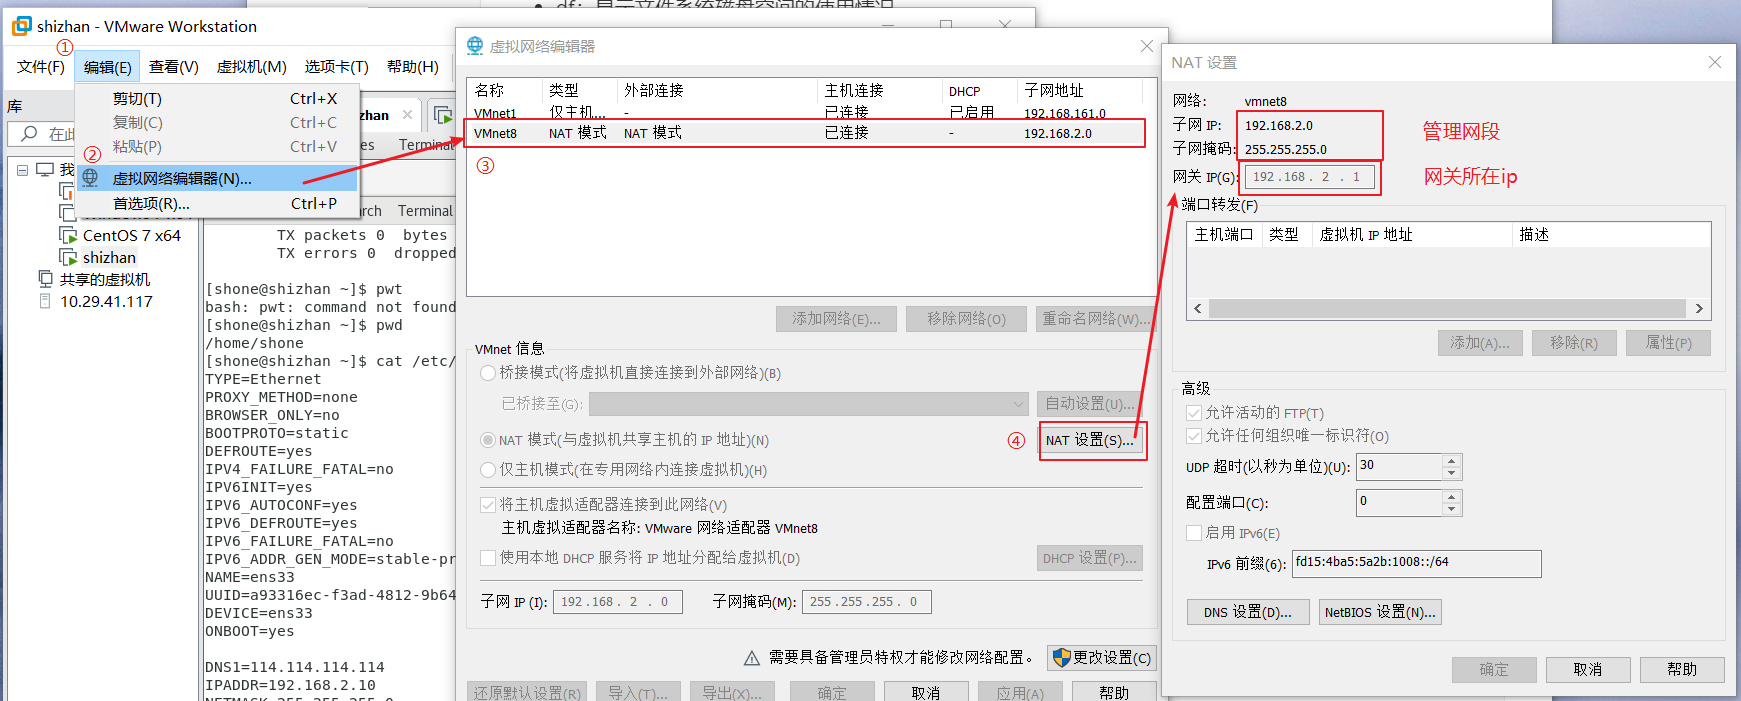 df：显示文件系统磁盘空间的使用情况
shizhan - VMware Workstation
①
文件(F) 编辑(E) 查看(V) 虚拟机(M) 选项卡(T) 帮助(H)
库
剪切(T) Ctrl+X
复制(C) Ctrl+C
粘贴(P) Ctrl+V
②
虚拟网络编辑器(N)...
首选项(R)... Ctrl+P
在此
我
CentOS 7 x64
shizhan
共享的虚拟机
10.29.41.117
zhan
es Terminal
rch Terminal
TX packets 0 bytes
TX errors 0 dropped
[shone@shizhan ~]$ pwt
bash: pwt: command not found
[shone@shizhan ~]$ pwd
/home/shone
[shone@shizhan ~]$ cat /etc/
TYPE=Ethernet
PROXY_METHOD=none
BROWSER_ONLY=no
BOOTPROTO=static
DEFROUTE=yes
IPV4_FAILURE_FATAL=no
IPV6INIT=yes
IPV6_AUTOCONF=yes
IPV6_DEFROUTE=yes
IPV6_FAILURE_FATAL=no
IPV6_ADDR_GEN_MODE=stable-pr
NAME=ens33
UUID=a93316ec-f3ad-4812-9b64
DEVICE=ens33
ONBOOT=yes
DNS1=114.114.114.114
IPADDR=192.168.2.10
NETMASK=255.255.255.0
虚拟网络编辑器
名称 类型 外部连接 主机连接 DHCP 子网地址
VMnet1 仅主机... - 已连接 已启用 192.168.161.0
VMnet8 NAT 模式 NAT 模式 已连接 - 192.168.2.0
③
添加网络(E)... 移除网络(O) 重命名网络(W)...
VMnet 信息
桥接模式(将虚拟机直接连接到外部网络)(B)
已桥接至(G): 自动设置(U)...
NAT 模式(与虚拟机共享主机的 IP 地址)(N) ④ NAT 设置(S)...
仅主机模式(在专用网络内连接虚拟机)(H)
将主机虚拟适配器连接到此网络(V)
主机虚拟适配器名称: VMware 网络适配器 VMnet8
使用本地 DHCP 服务将 IP 地址分配给虚拟机(D) DHCP 设置(P)...
子网 IP (I): 192 . 168 . 2 . 0 子网掩码(M): 255 . 255 . 255 . 0
需要具备管理员特权才能修改网络配置。 更改设置(C)
还原默认设置(R) 导入(T)... 导出(X)... 确定 取消 应用(A) 帮助
NAT 设置
网络: vmnet8
子网 IP: 192.168.2.0
管理网段
子网掩码: 255.255.255.0
网关 IP(G): 192 . 168 . 2 . 1
网关所在ip
端口转发(F)
主机端口 类型 虚拟机 IP 地址 描述
添加(A)... 移除(R) 属性(P)
高级
允许活动的 FTP(T)
允许任何组织唯一标识符(O)
UDP 超时(以秒为单位)(U): 30
配置端口(C): 0
启用 IPv6(E)
IPv6 前缀(6): fd15:4ba5:5a2b:1008::/64
DNS 设置(D)... NetBIOS 设置(N)...
确定 取消 帮助